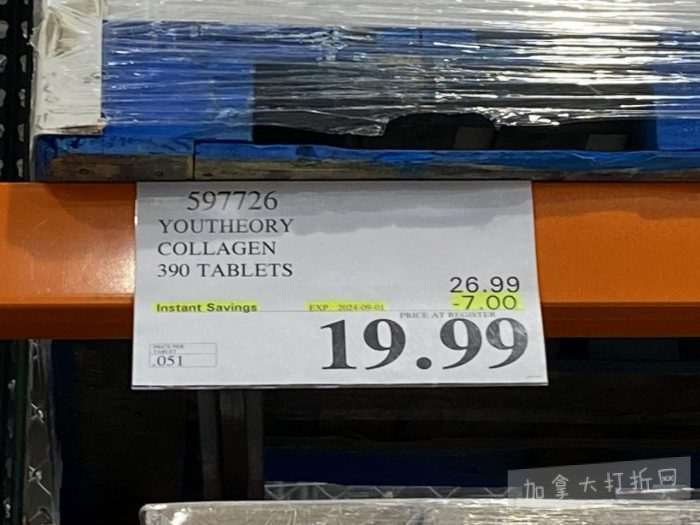 597726
YOUTHEORY
COLLAGEN
390 TABLETS
26.99
Instant Savings EXP. 2024-09-01 -7.00
PRICE AT REGISTER
19.99
PRICE PER
TABLET
.051
加拿大打折网